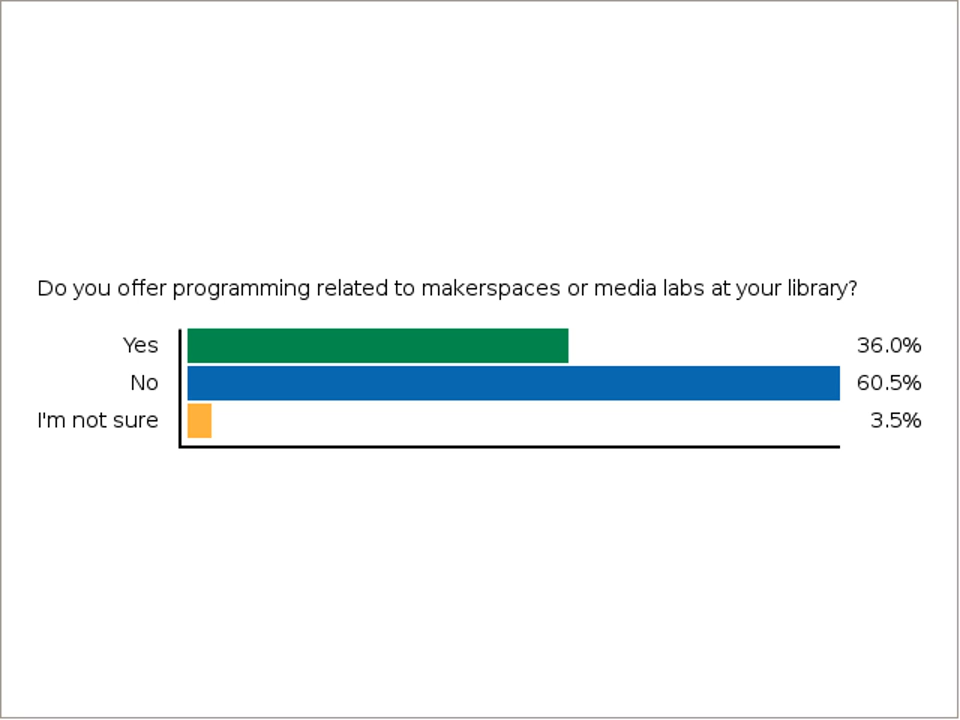 Do you offer programming related to makerspaces or media labs at your library?
Yes 36.0%
No 60.5%
I'm not sure 3.5%